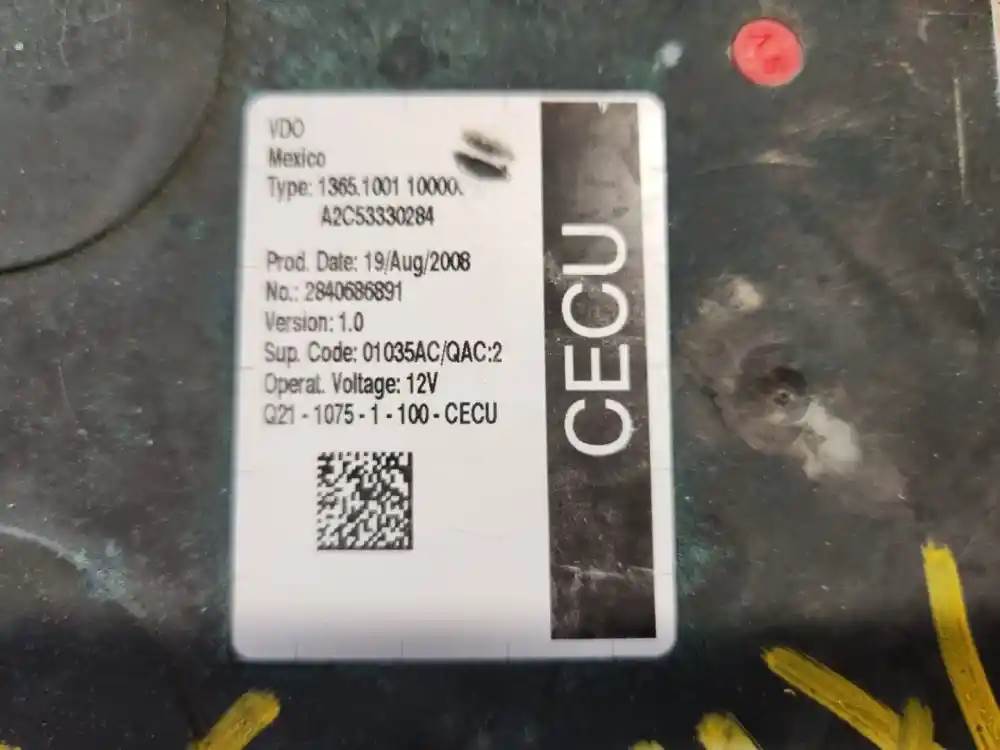 VDO
Mexico
Type: 1365.1001 10000
A2C53330284
Prod. Date: 19/Aug/2008
No.: 2840686891
Version: 1.0
Sup. Code: 01035AC/QAC:2
Operat. Voltage: 12V
Q21 - 1075 - 1 - 100 - CECU
CECU